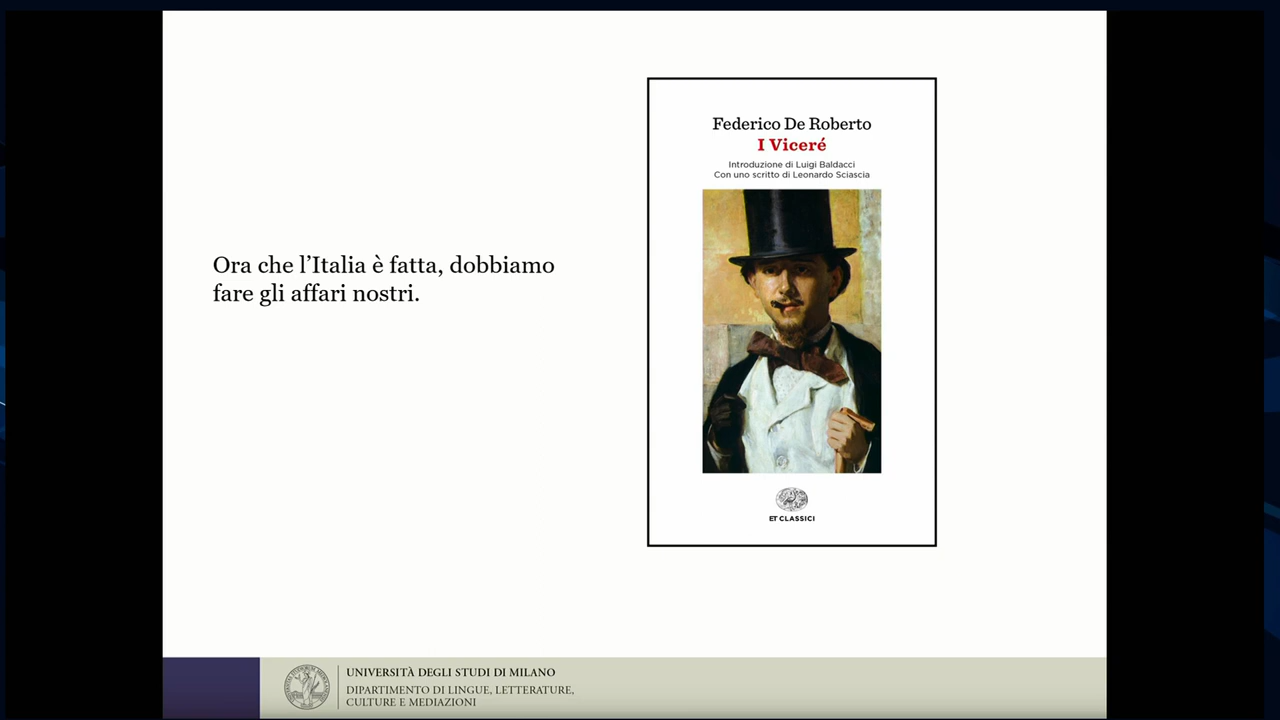 Ora che l’Italia è fatta, dobbiamo
fare gli affari nostri.
Federico De Roberto
I Viceré
Introduzione di Luigi Baldacci
Con uno scritto di Leonardo Sciascia
ET CLASSICI
UNIVERSITÀ DEGLI STUDI DI MILANO
DIPARTIMENTO DI LINGUE, LETTERATURE,
CULTURE E MEDIAZIONI